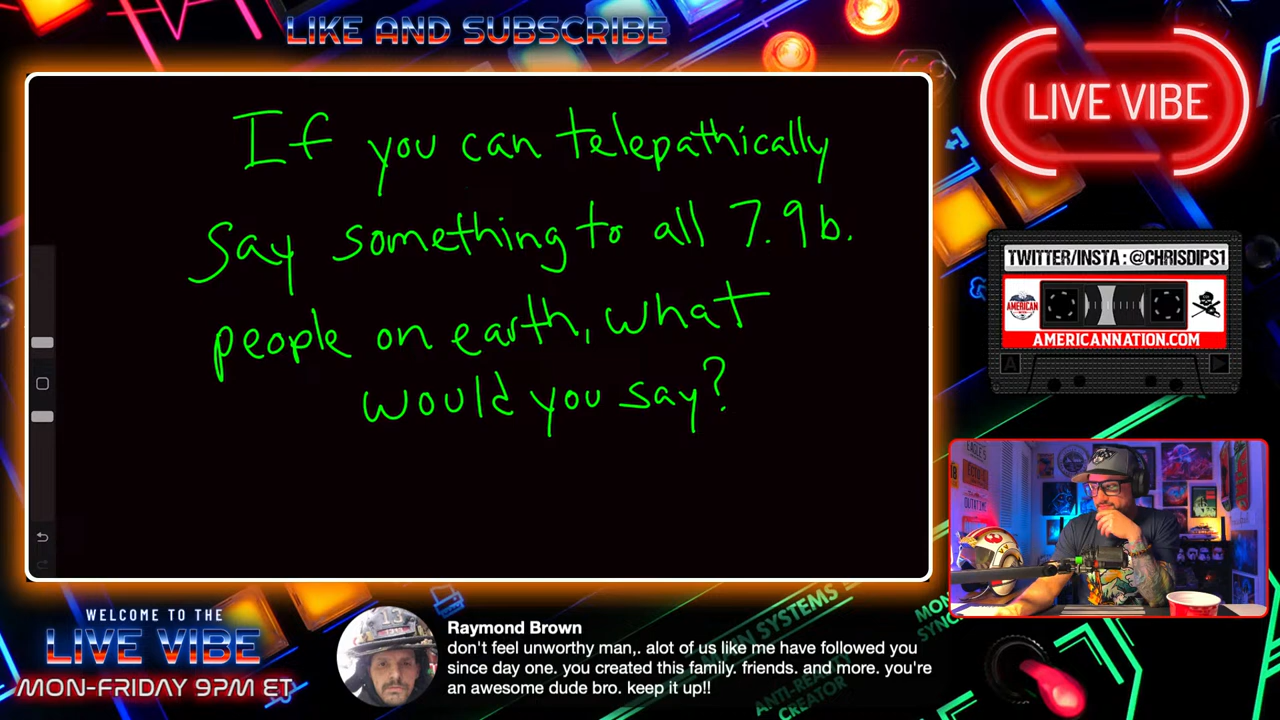 LIKE AND SUBSCRIBE
LIVE VIBE
If you can telepathically
say something to all 7.9 b.
people on earth, what
would you say?
TWITTER/INSTA : @CHRISDIPS1
AMERICAN
AMERICANNATION.COM
A
WELCOME TO THE
LIVE VIBE
MON-FRIDAY 9PM ET
13
Raymond Brown
don't feel unworthy man,. alot of us like me have followed you
since day one. you created this family. friends. and more. you're
an awesome dude bro. keep it up!!